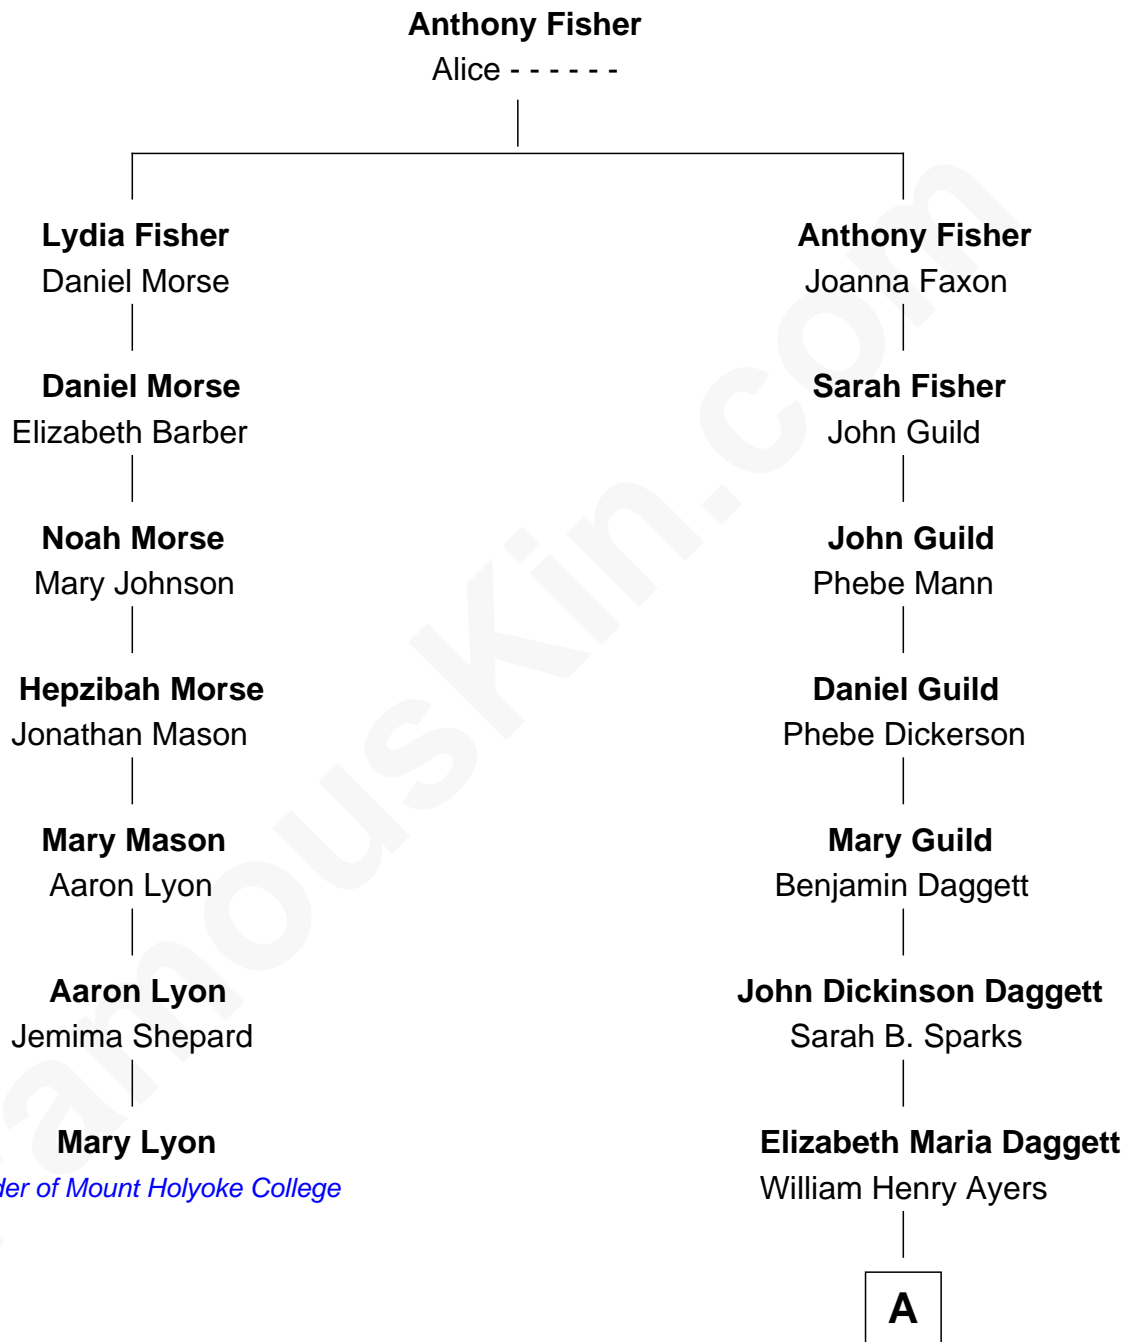 Anthony Fisher
Alice - - - - - -
Lydia Fisher
Daniel Morse
Anthony Fisher
Joanna Faxon
Daniel Morse
Elizabeth Barber
Sarah Fisher
John Guild
Noah Morse
Mary Johnson
John Guild
Phebe Mann
Hepzibah Morse
Jonathan Mason
Daniel Guild
Phebe Dickerson
Mary Mason
Aaron Lyon
Mary Guild
Benjamin Daggett
Aaron Lyon
Jemima Shepard
John Dickinson Daggett
Sarah B. Sparks
Mary Lyon
der of Mount Holyoke College
Elizabeth Maria Daggett
William Henry Ayers
A
FamousKin.com